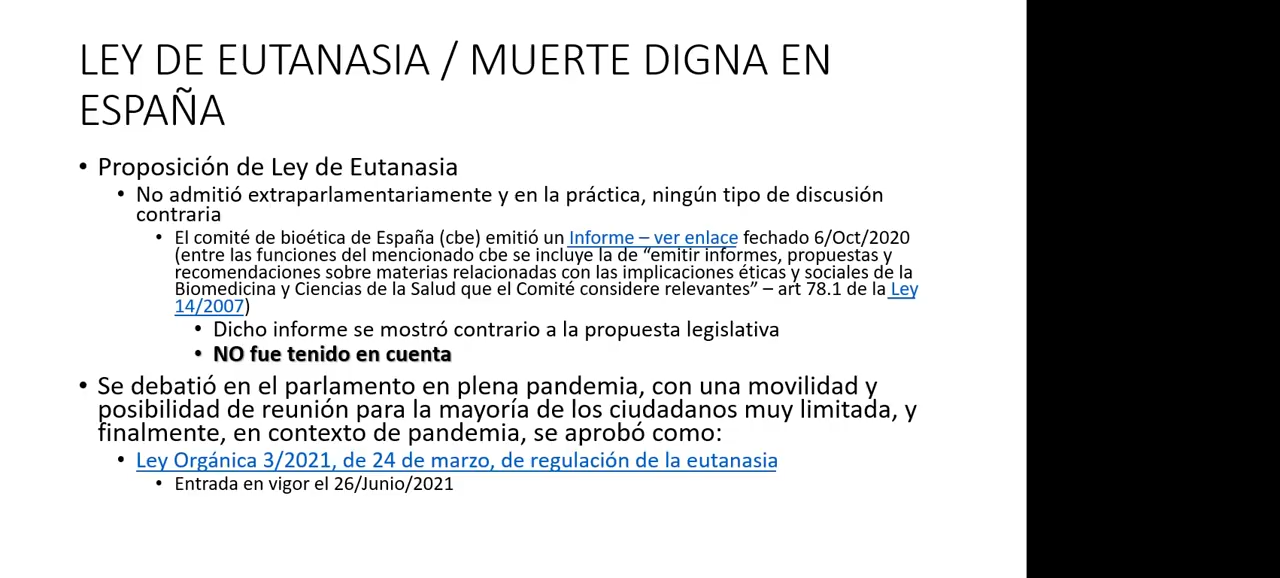 LEY DE EUTANASIA / MUERTE DIGNA EN
ESPAÑA
• Proposición de Ley de Eutanasia
• No admitió extraparlamentariamente y en la práctica, ningún tipo de discusión
contraria
• El comité de bioética de España (cbe) emitió un Informe – ver enlace fechado 6/Oct/2020
(entre las funciones del mencionado cbe se incluye la de “emitir informes, propuestas y
recomendaciones sobre materias relacionadas con las implicaciones éticas y sociales de la
Biomedicina y Ciencias de la Salud que el Comité considere relevantes” – art 78.1 de la Ley
14/2007)
• Dicho informe se mostró contrario a la propuesta legislativa
• NO fue tenido en cuenta
• Se debatió en el parlamento en plena pandemia, con una movilidad y
posibilidad de reunión para la mayoría de los ciudadanos muy limitada, y
finalmente, en contexto de pandemia, se aprobó como:
• Ley Orgánica 3/2021, de 24 de marzo, de regulación de la eutanasia
• Entrada en vigor el 26/Junio/2021